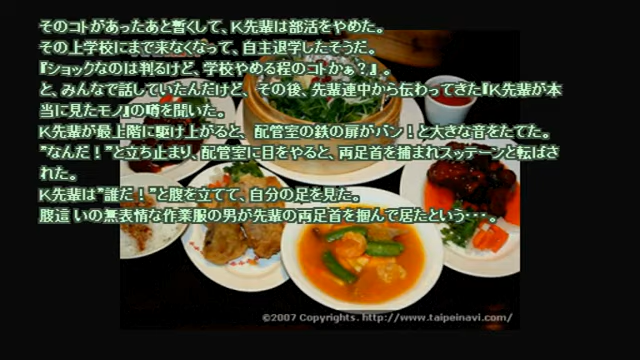 そのコトがあったあと暫くして、K先輩は部活をやめた。
その上学校にまで来なくなって、自主退学したそうだ。
『ショックなのは判るけど、学校やめる程のコトかぁ？』。
と、みんなで話していたんだけど、その後、先輩連中から伝わってきた『K先輩が本
当に見たモノ』の噂を聞いた。
K先輩が最上階に駆け上がると、配管室の鉄の扉がバン！と大きな音をたてた。
”なんだ！”と立ち止まり、配管室に目をやると、両足首を捕まれスッテーンと転ばさ
れた。
K先輩は”誰だ！”と腹を立てて、自分の足を見た。
腹這いの無表情な作業服の男が先輩の両足首を掴んで居たという・・・。
©2007 Copyrights. http://www.taipeinavi.com/